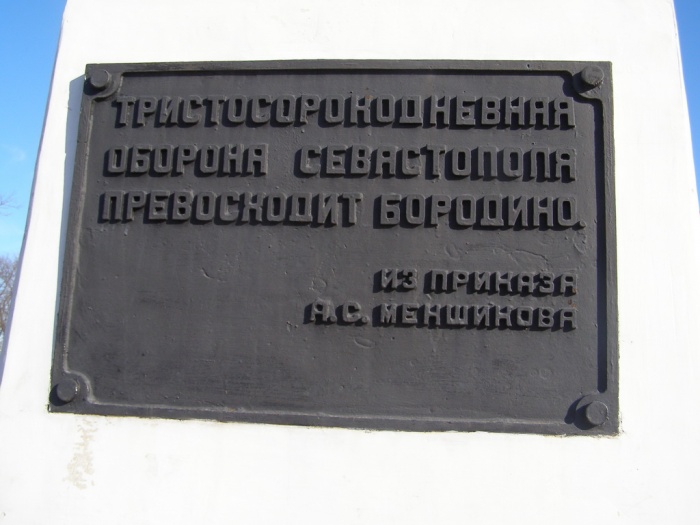 ТРИСТОСОРОКОДНЕВНАЯ
ОБОРОНА СЕВАСТОПОЛЯ
ПРЕВОСХОДИТ БОРОДИНО.
ИЗ ПРИКАЗА
А.С. МЕНШИКОВА